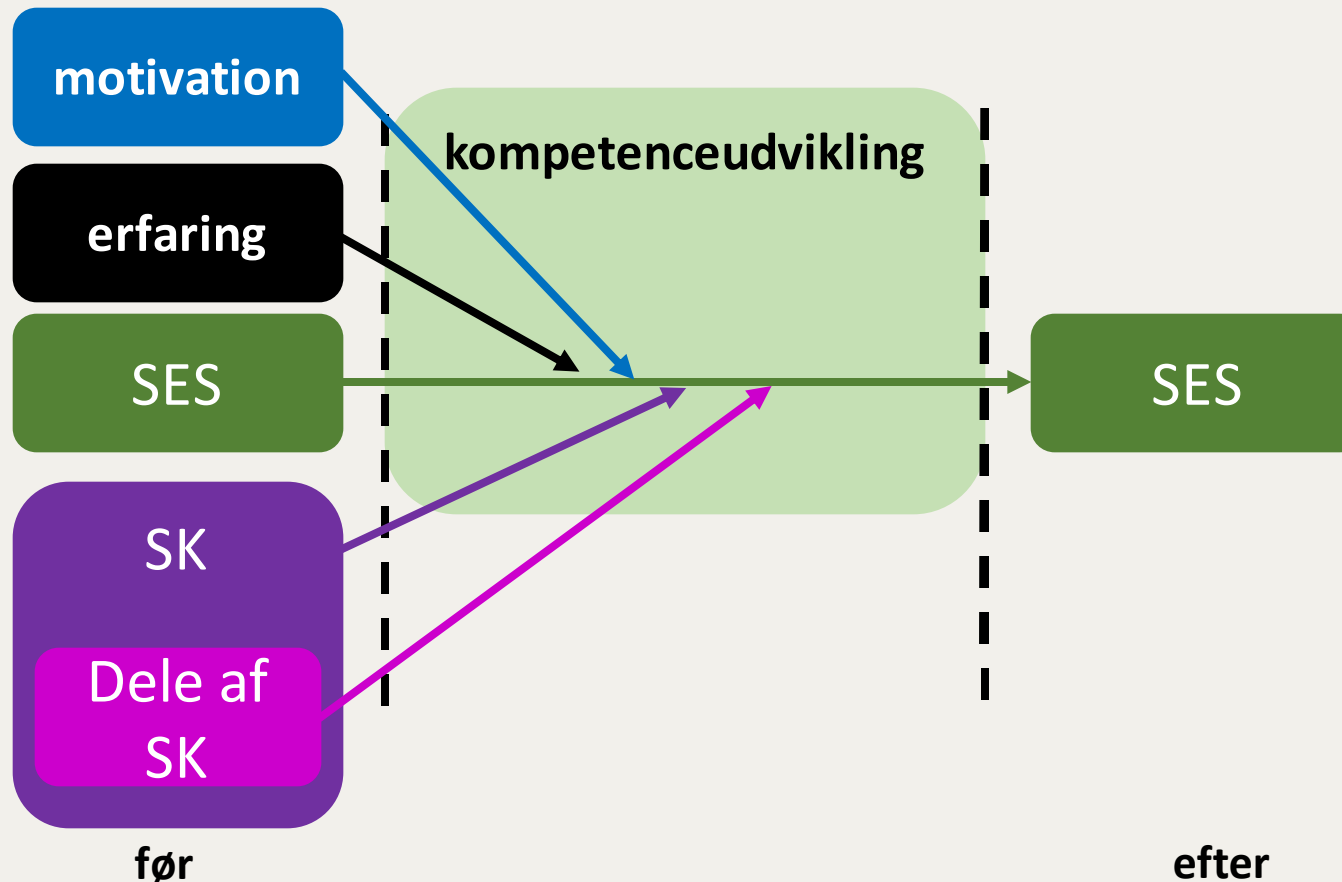 motivation
kompetenceudvikling
erfaring
SES
SES
SK
Dele af
SK
før
efter